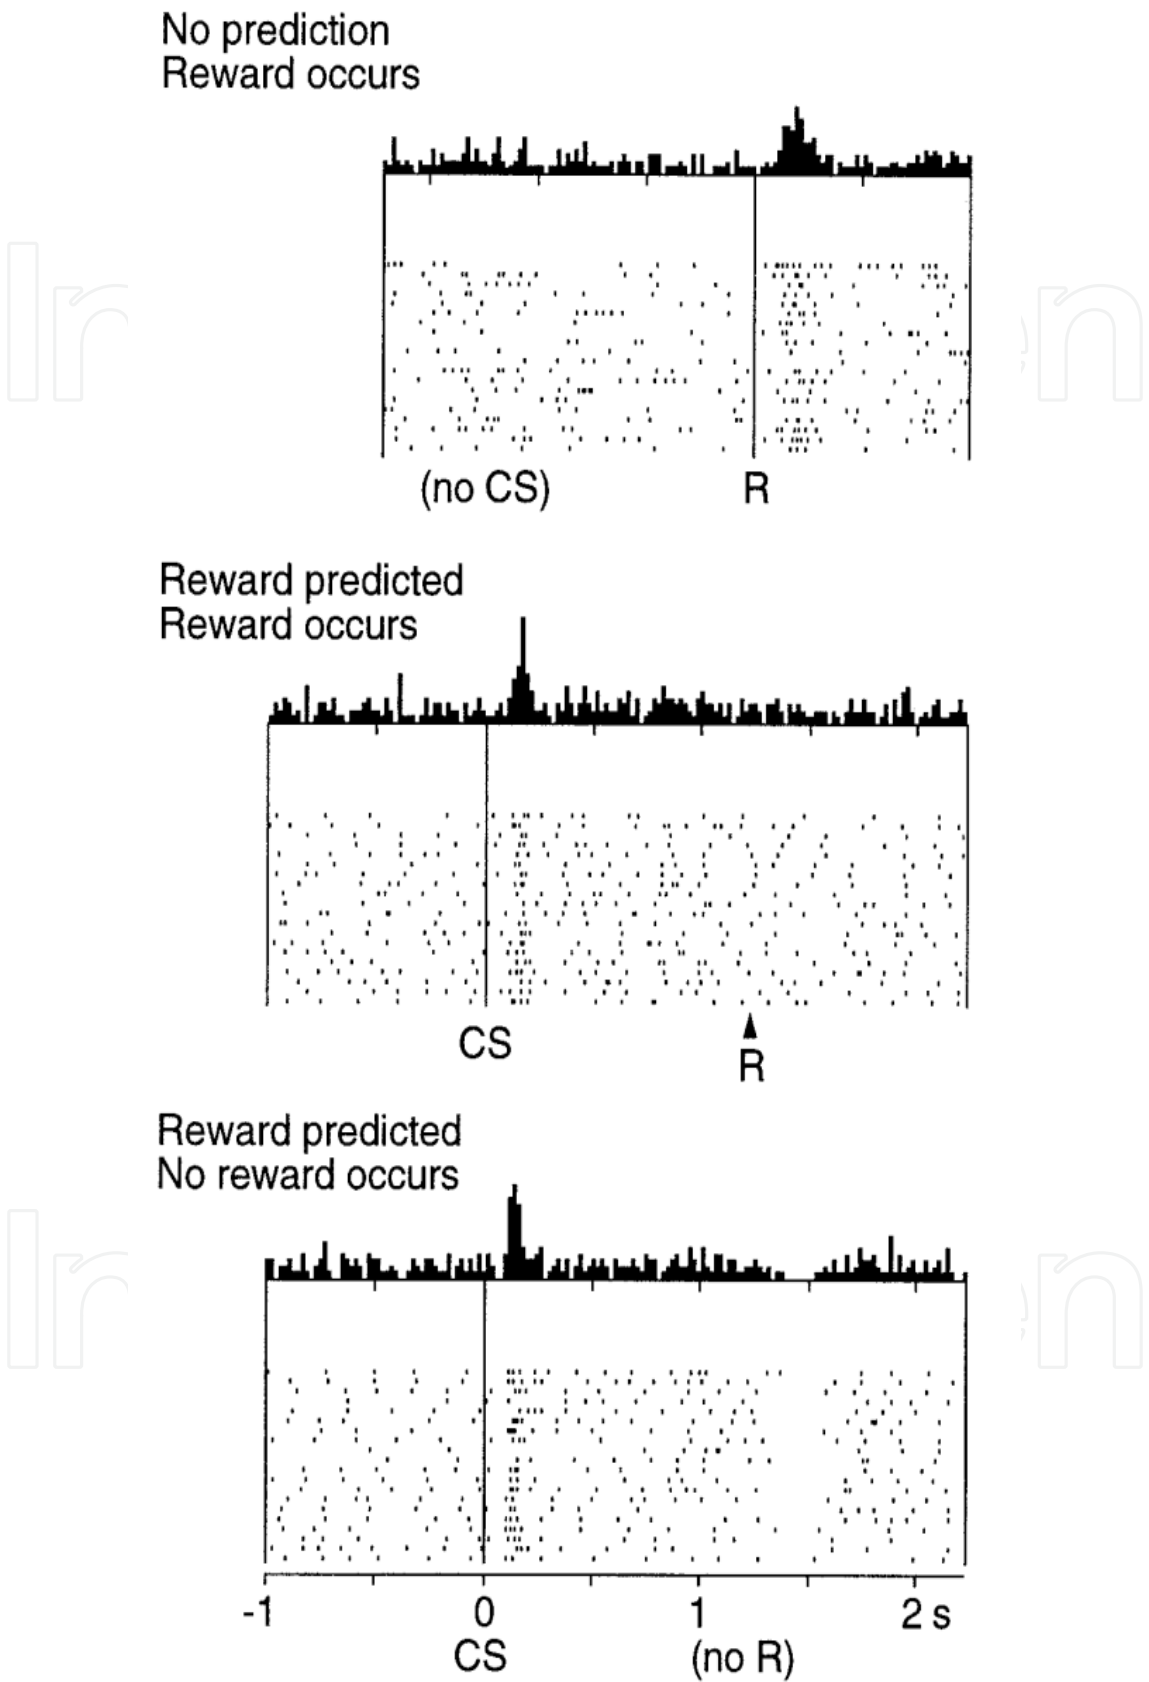 No prediction
Reward occurs
(no CS) R
Reward predicted
Reward occurs
CS
R
Reward predicted
No reward occurs
-1 0 1 2 s
CS (no R)